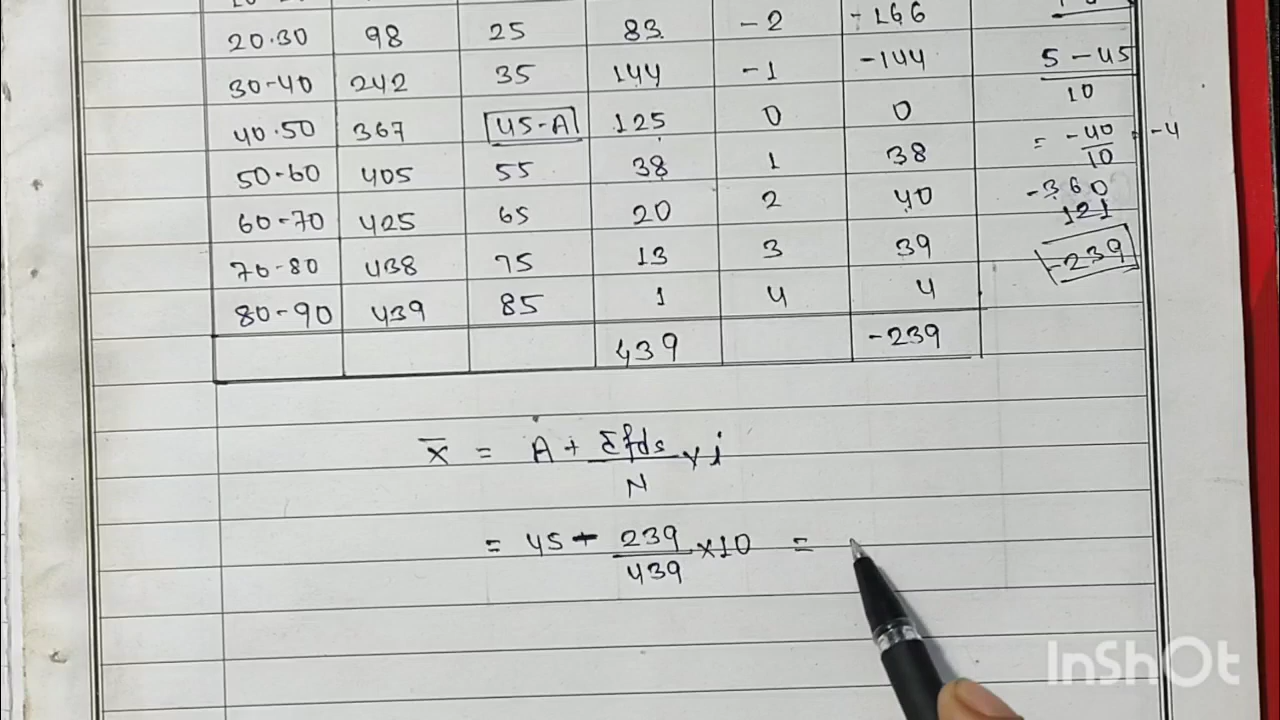 20.30 98 25 83 -2 -166
30-40 242 35 144 -1 -144 5-45
10
40.50 367 45-A 125 0 0 = -40 = -4
10
50-60 405 55 38 1 38
60-70 425 65 20 2 40 -360
121
70-80 438 75 13 3 39 -239
80-90 439 85 1 4 4
439 -239
x̄ = A + Σfds × i
N
= 45 - 239 × 10 =
439
InShOt